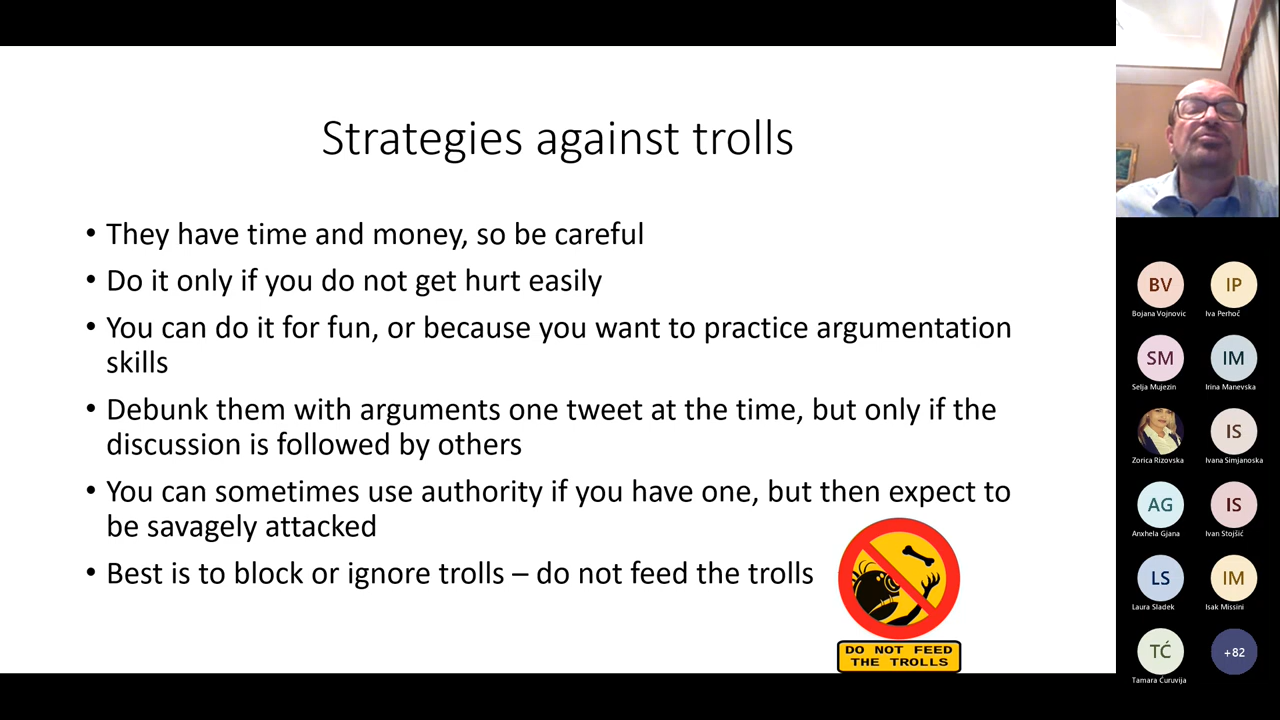 Strategies against trolls
• They have time and money, so be careful
• Do it only if you do not get hurt easily
• You can do it for fun, or because you want to practice argumentation
skills
• Debunk them with arguments one tweet at the time, but only if the
discussion is followed by others
• You can sometimes use authority if you have one, but then expect to
be savagely attacked
• Best is to block or ignore trolls – do not feed the trolls
DO NOT FEED
THE TROLLS
BV
IP
Bojana Vojnovic
Iva Perhoč
SM
IM
Selja Mujezin
Irina Manevska
IS
Zorica Rizovska
Ivana Simjanoska
AG
IS
Anxhela Gjana
Ivan Stojšić
LS
IM
Laura Sladek
Isak Missini
TĆ
+82
Tamara Ćuruvija